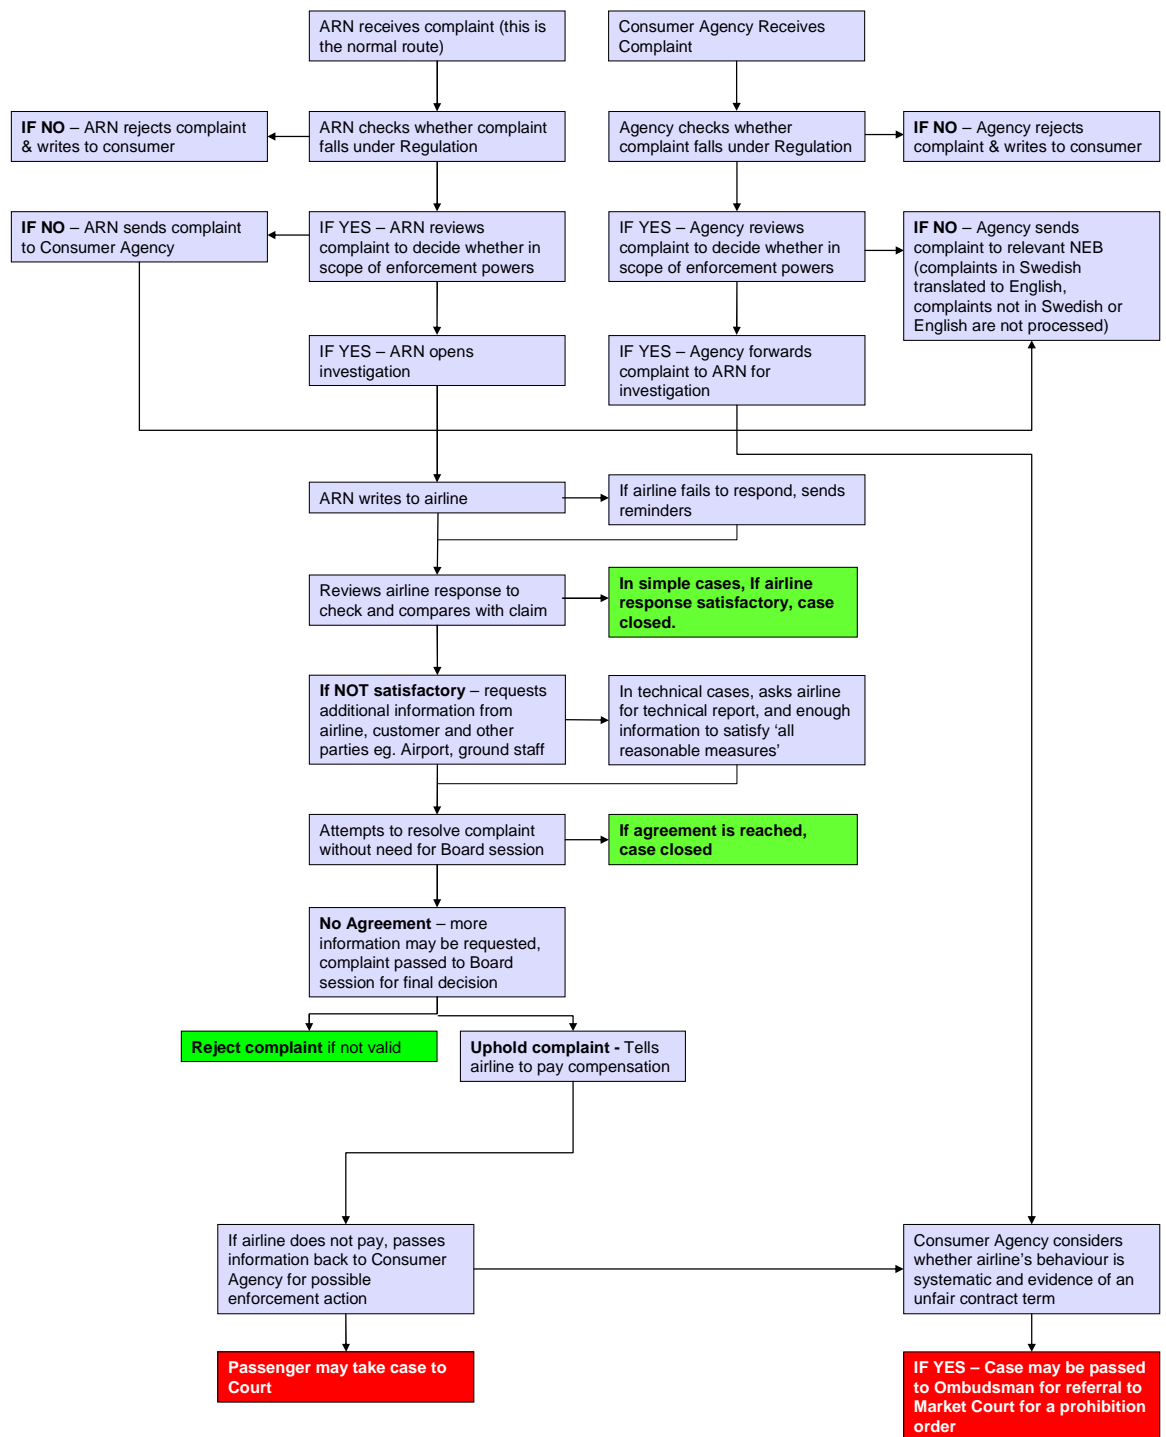 ARN receives complaint (this is
the normal route)
Consumer Agency Receives
Complaint
IF NO – ARN rejects complaint
& writes to consumer
ARN checks whether complaint
falls under Regulation
Agency checks whether
complaint falls under Regulation
IF NO – Agency rejects
complaint & writes to consumer
IF NO – ARN sends complaint
to Consumer Agency
IF YES – ARN reviews
complaint to decide whether in
scope of enforcement powers
IF YES – Agency reviews
complaint to decide whether in
scope of enforcement powers
IF NO – Agency sends
complaint to relevant NEB
(complaints in Swedish
translated to English,
complaints not in Swedish or
English are not processed)
IF YES – ARN opens
investigation
IF YES – Agency forwards
complaint to ARN for
investigation
ARN writes to airline
If airline fails to respond, sends
reminders
Reviews airline response to
check and compares with claim
In simple cases, If airline
response satisfactory, case
closed.
If NOT satisfactory – requests
additional information from
airline, customer and other
parties eg. Airport, ground staff
In technical cases, asks airline
for technical report, and enough
information to satisfy ‘all
reasonable measures’
Attempts to resolve complaint
without need for Board session
If agreement is reached,
case closed
No Agreement – more
information may be requested,
complaint passed to Board
session for final decision
Reject complaint if not valid
Uphold complaint - Tells
airline to pay compensation
If airline does not pay, passes
information back to Consumer
Agency for possible
enforcement action
Consumer Agency considers
whether airline’s behaviour is
systematic and evidence of an
unfair contract term
Passenger may take case to
Court
IF YES – Case may be passed
to Ombudsman for referral to
Market Court for a prohibition
order